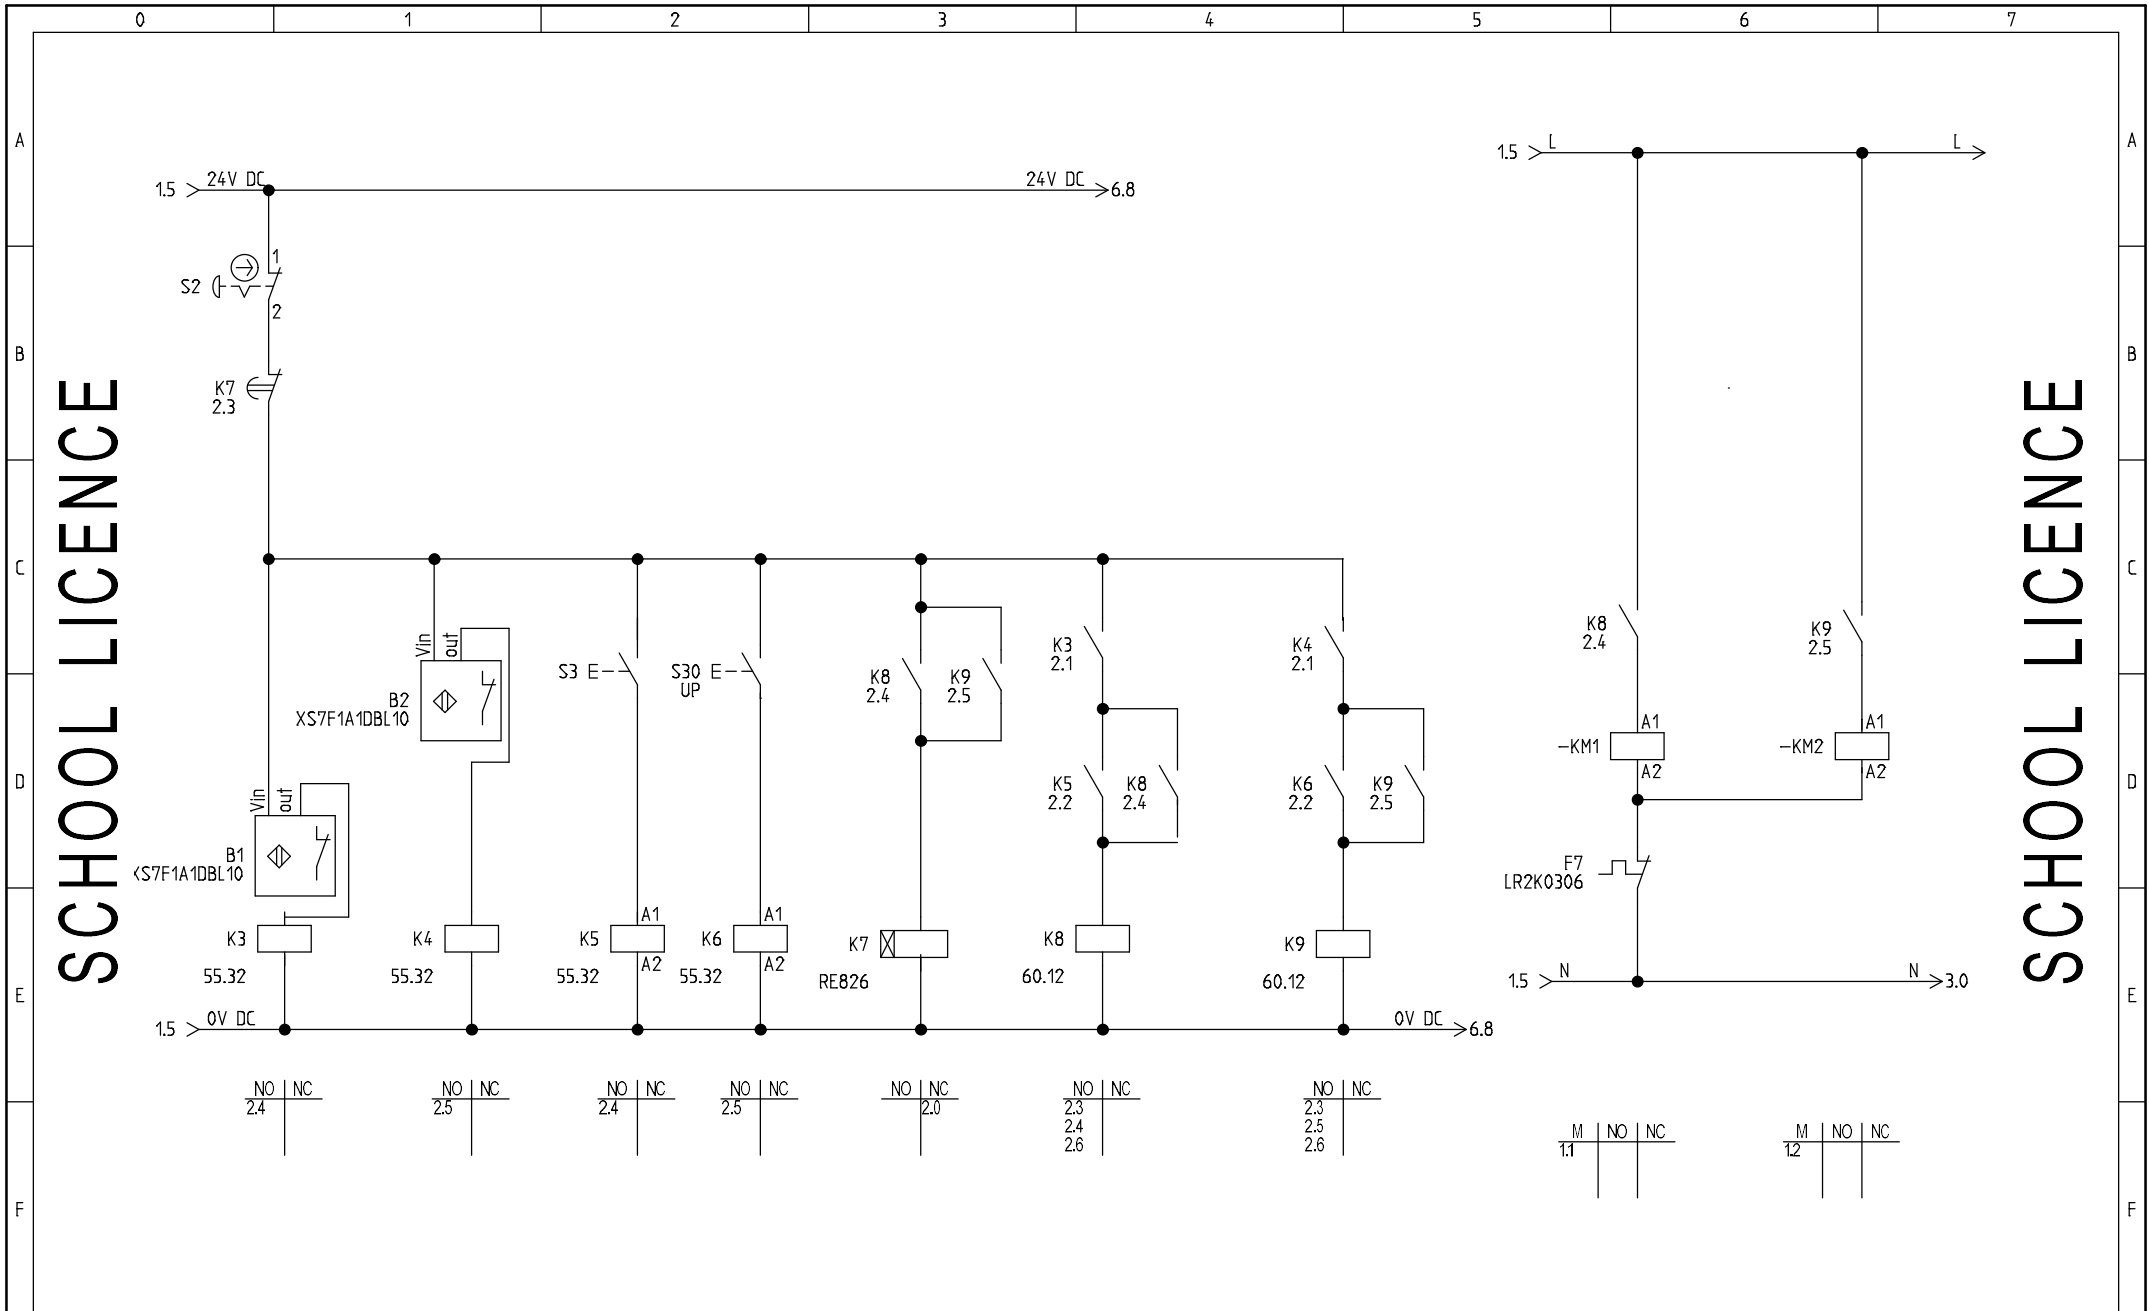 0 1 2 3 4 5 6 7
A A
1.5 L L
1.5 24V DC 24V DC 6.8
1
S2
2
B B
K7
2.3
SCHOOL LICENCE
SCHOOL LICENCE
C C
Vin out
B2
XS7F1A1DBL10
S3 E
S30 E
UP
K8
2.4
K9
2.5
K3
2.1
K4
2.1
K8
2.4
K9
2.5
D D
Vin out
B1
XS7F1A1DBL10
K5
2.2
K8
2.4
K6
2.2
K9
2.5
A1
-KM1
A2
A1
-KM2
A2
F7
LR2K0306
K3
55.32
K4
55.32
A1
K5
A2
55.32
A1
K6
A2
55.32
K7
RE826
K8
60.12
K9
60.12
1.5 N N 3.0
E E
1.5 0V DC 0V DC 6.8
NO NC
2.4
NO NC
2.5
NO NC
2.4
NO NC
2.5
NO NC
2.0
NO NC
2.3
2.4
2.6
NO NC
2.3
2.5
2.6
M NO NC
1.1
M NO NC
1.2
F F